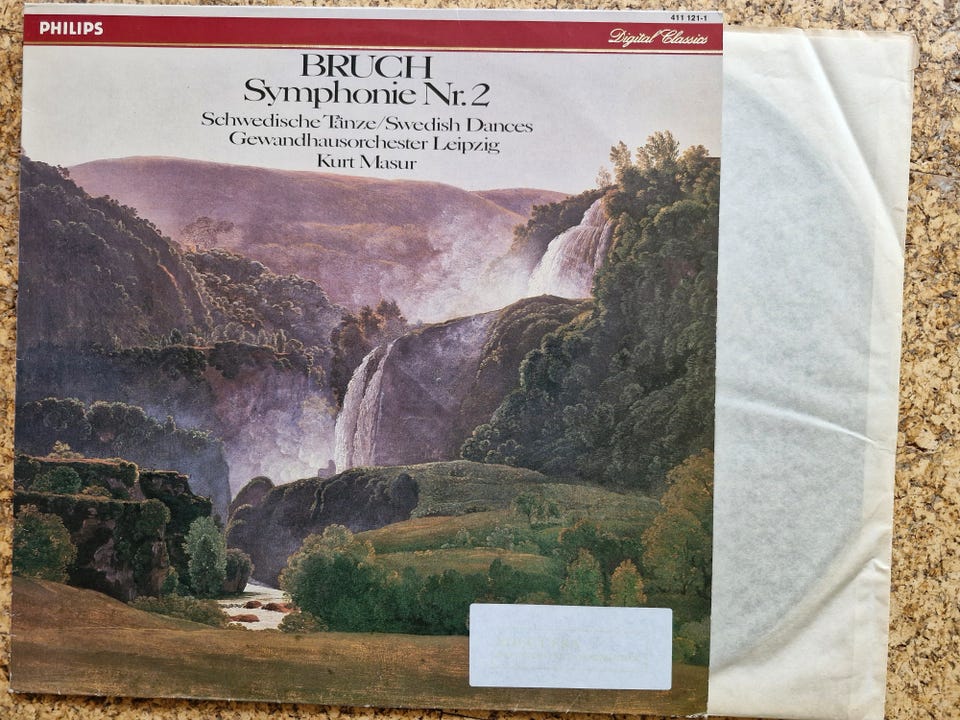 PHILIPS
411 121-1
Digital Classics
BRUCH
Symphonie Nr. 2
Schwedische Tänze/Swedish Dances
Gewandhausorchester Leipzig
Kurt Masur